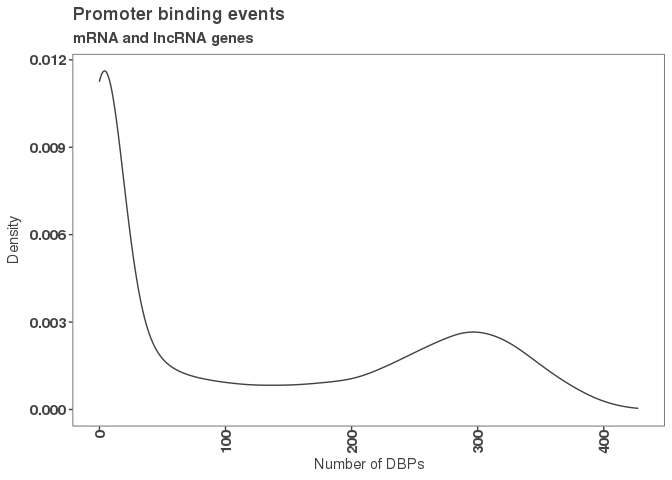 Promoter binding events
mRNA and lncRNA genes
0.012
0.009
0.006
0.003
0.000
Density
0
100
200
300
400
Number of DBPs